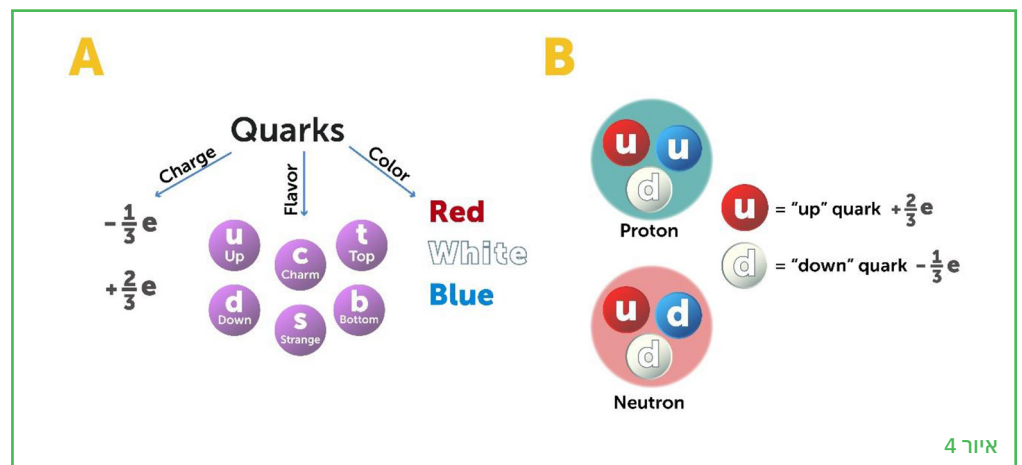 A
Quarks
Charge
Flavor
Color
- 1/3 e
+ 2/3 e
u
Up
c
Charm
t
Top
d
Down
s
Strange
b
Bottom
Red
White
Blue
B
u u
d
Proton
u d
d
Neutron
u = “up” quark + 2/3 e
d = “down” quark - 1/3 e
איור 4